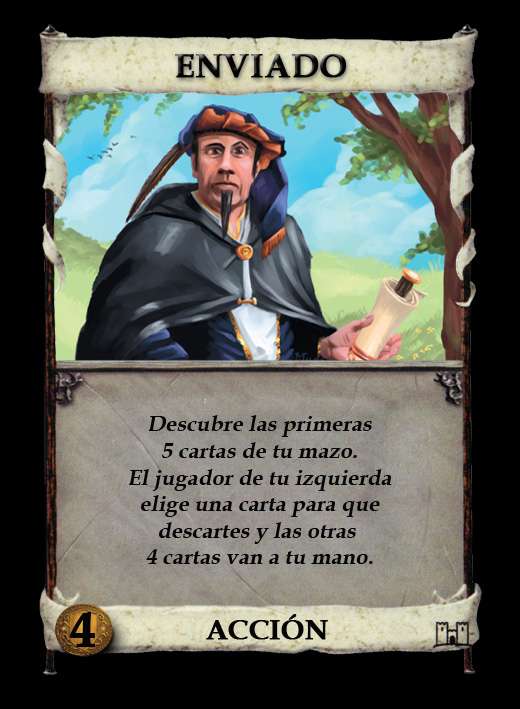 ENVIADO
Descubre las primeras
5 cartas de tu mazo.
El jugador de tu izquierda
elige una carta para que
descartes y las otras
4 cartas van a tu mano.
4
ACCIÓN